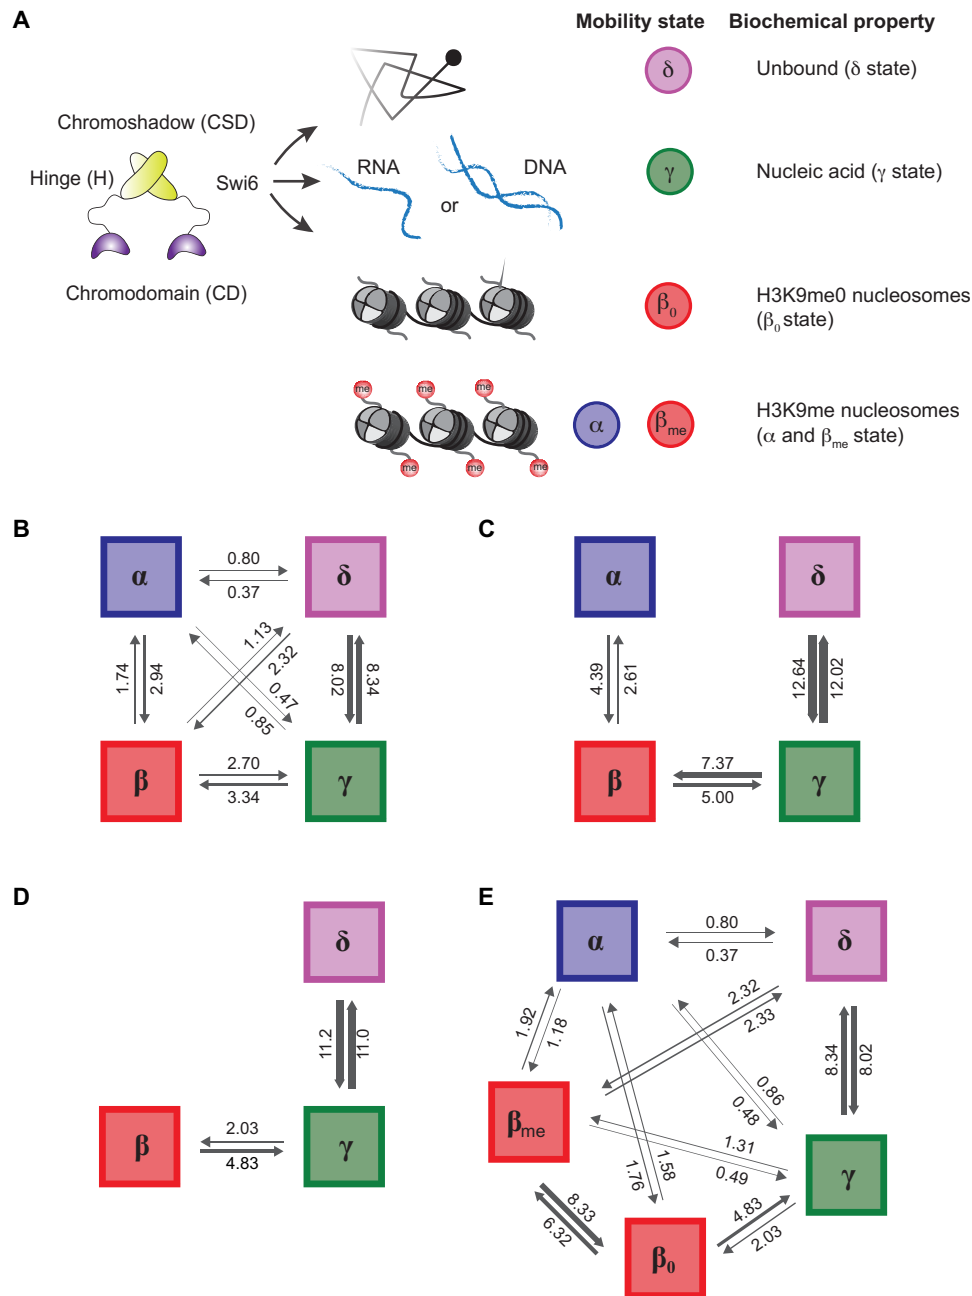 A
Mobility state
Biochemical property
δ
Unbound (δ state)
Chromoshadow (CSD)
Hinge (H)
Swi6
RNA
or
DNA
γ
Nucleic acid (γ state)
Chromodomain (CD)
β0
H3K9me0 nucleosomes
(β0 state)
me
me
me
me
me
me
α
βme
H3K9me nucleosomes
(α and βme state)
B
α
δ
0.80
0.37
1.74
2.94
1.13
2.32
0.47
0.85
8.02
8.34
β
γ
2.70
3.34
C
α
δ
4.39
2.61
12.64
12.02
β
γ
7.37
5.00
D
δ
11.2
11.0
β
γ
2.03
4.83
E
α
δ
0.80
0.37
1.92
1.18
2.32
2.33
8.34
8.02
0.86
0.48
βme
1.31
0.49
γ
1.58
1.76
8.33
6.32
4.83
2.03
β0